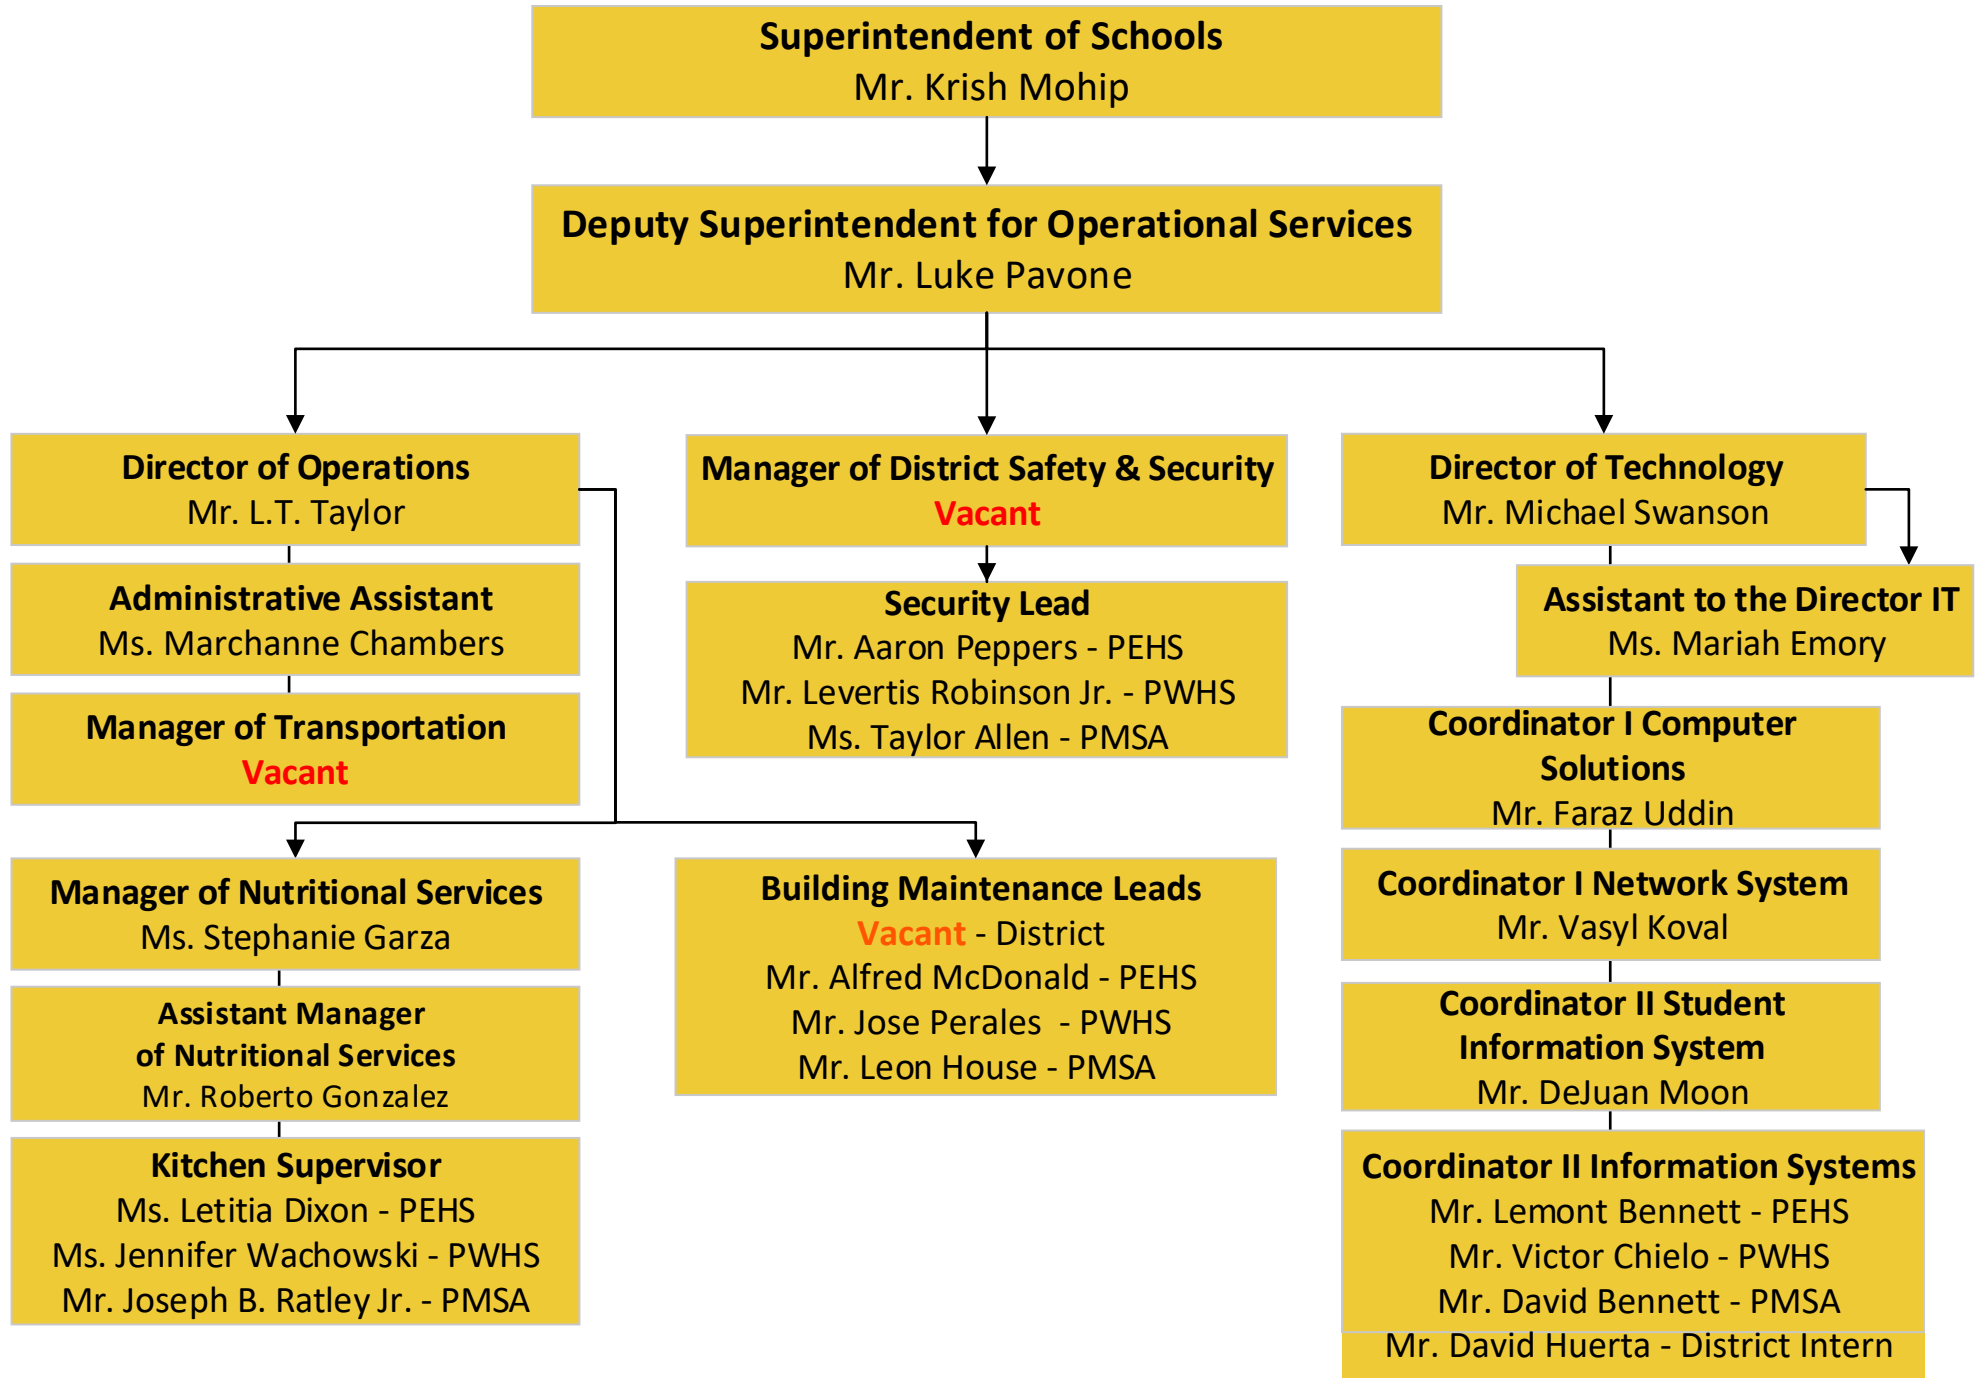 Superintendent of Schools
Mr. Krish Mohip
Deputy Superintendent for Operational Services
Mr. Luke Pavone
Director of Operations
Mr. L.T. Taylor
Administrative Assistant
Ms. Marchanne Chambers
Manager of Transportation
Vacant
Manager of District Safety & Security
Vacant
Security Lead
Mr. Aaron Peppers - PEHS
Mr. Levertis Robinson Jr. - PWHS
Ms. Taylor Allen - PMSA
Director of Technology
Mr. Michael Swanson
Assistant to the Director IT
Ms. Mariah Emory
Coordinator I Computer
Solutions
Mr. Faraz Uddin
Coordinator I Network System
Mr. Vasyl Koval
Coordinator II Student
Information System
Mr. DeJuan Moon
Coordinator II Information Systems
Mr. Lemont Bennett - PEHS
Mr. Victor Chielo - PWHS
Mr. David Bennett - PMSA
Mr. David Huerta - District Intern
Manager of Nutritional Services
Ms. Stephanie Garza
Assistant Manager
of Nutritional Services
Mr. Roberto Gonzalez
Kitchen Supervisor
Ms. Letitia Dixon - PEHS
Ms. Jennifer Wachowski - PWHS
Mr. Joseph B. Ratley Jr. - PMSA
Building Maintenance Leads
Vacant - District
Mr. Alfred McDonald - PEHS
Mr. Jose Perales - PWHS
Mr. Leon House - PMSA